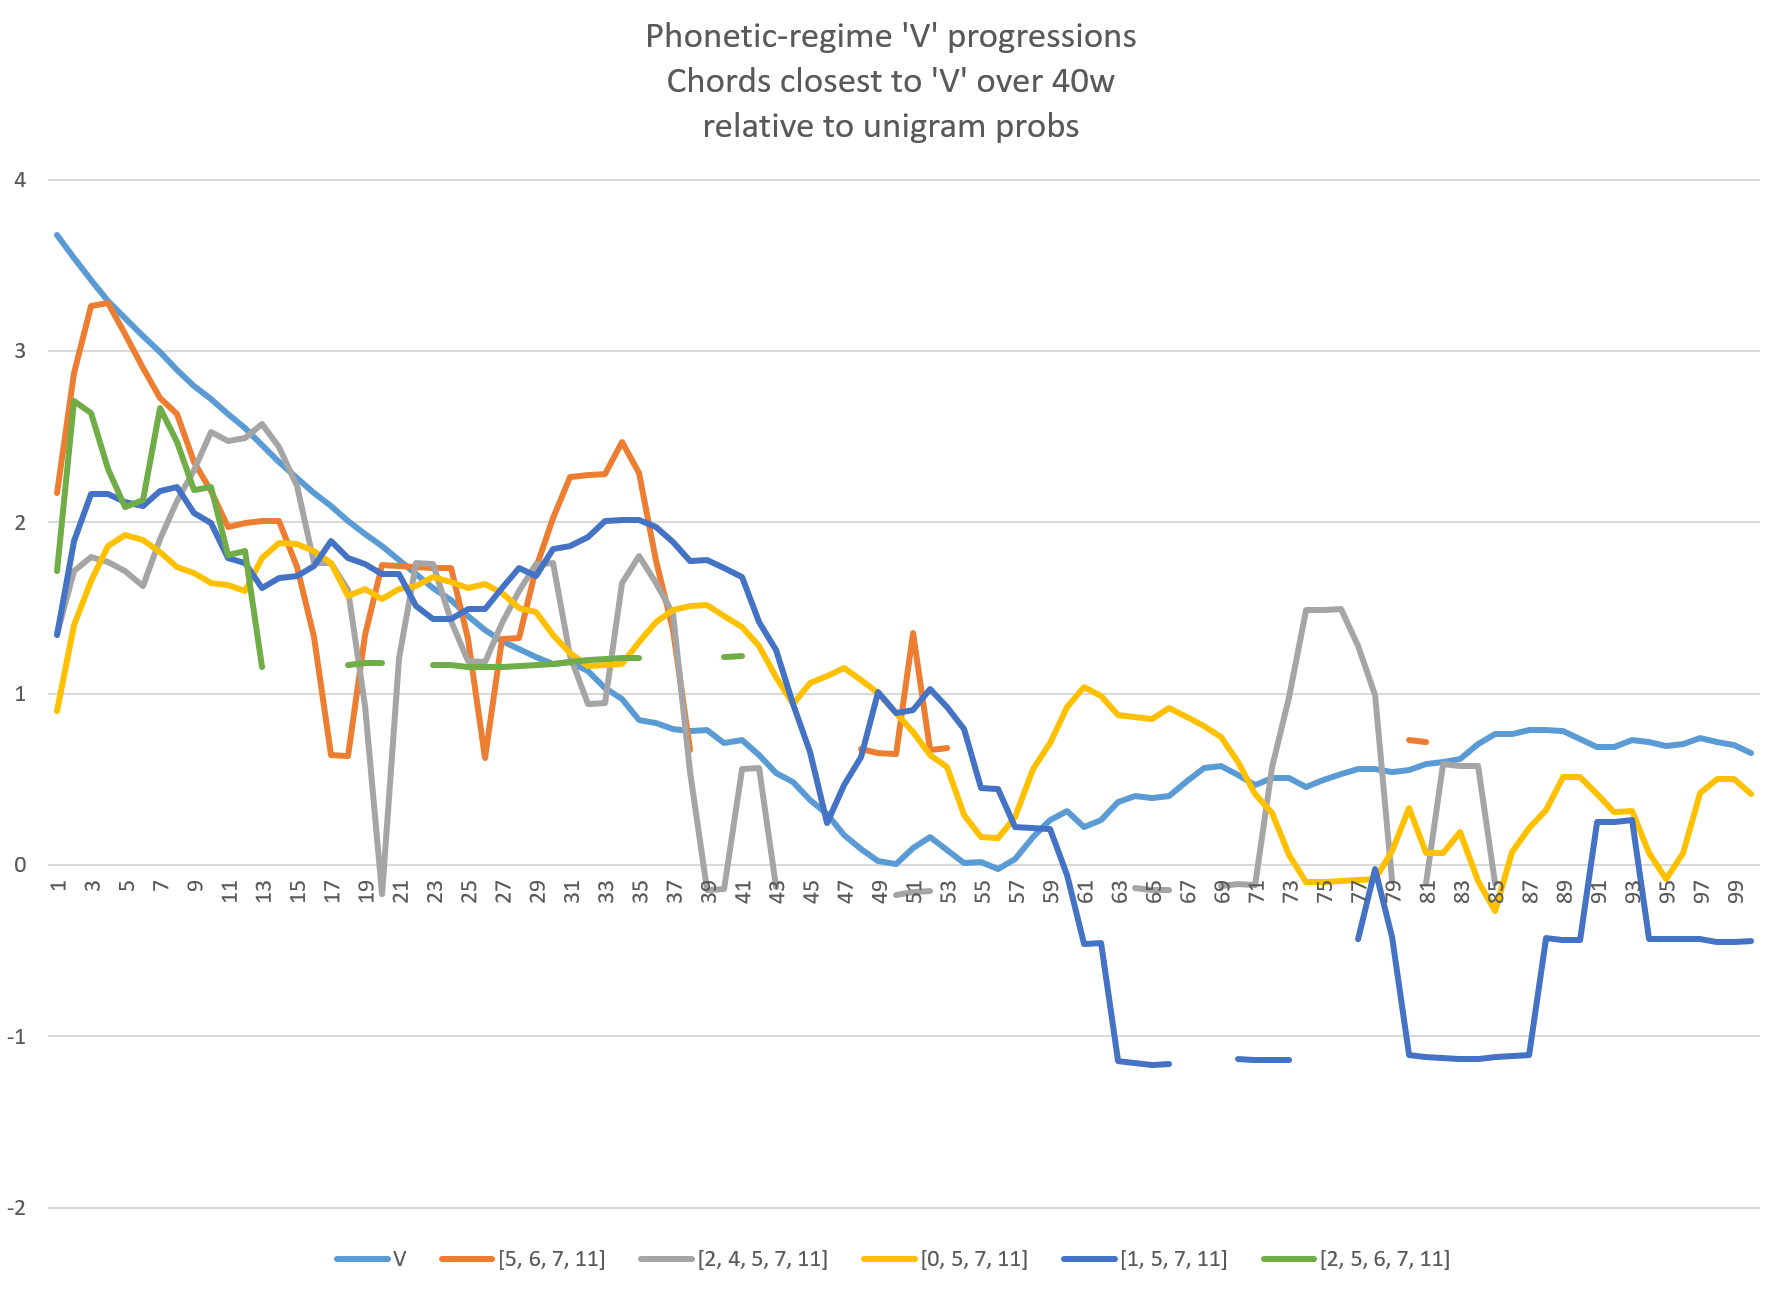 Phonetic-regime 'V' progressions
Chords closest to 'V' over 40w
relative to unigram probs
4
3
2
1
0
-1
-2
1 3 5 7 9 11 13 15 17 19 21 23 25 27 29 31 33 35 37 39 41 43 45 47 49 51 53 55 57 59 61 63 65 67 69 71 73 75 77 79 81 83 85 87 89 91 93 95 97 99
V [5, 6, 7, 11] [2, 4, 5, 7, 11] [0, 5, 7, 11] [1, 5, 7, 11] [2, 5, 6, 7, 11]